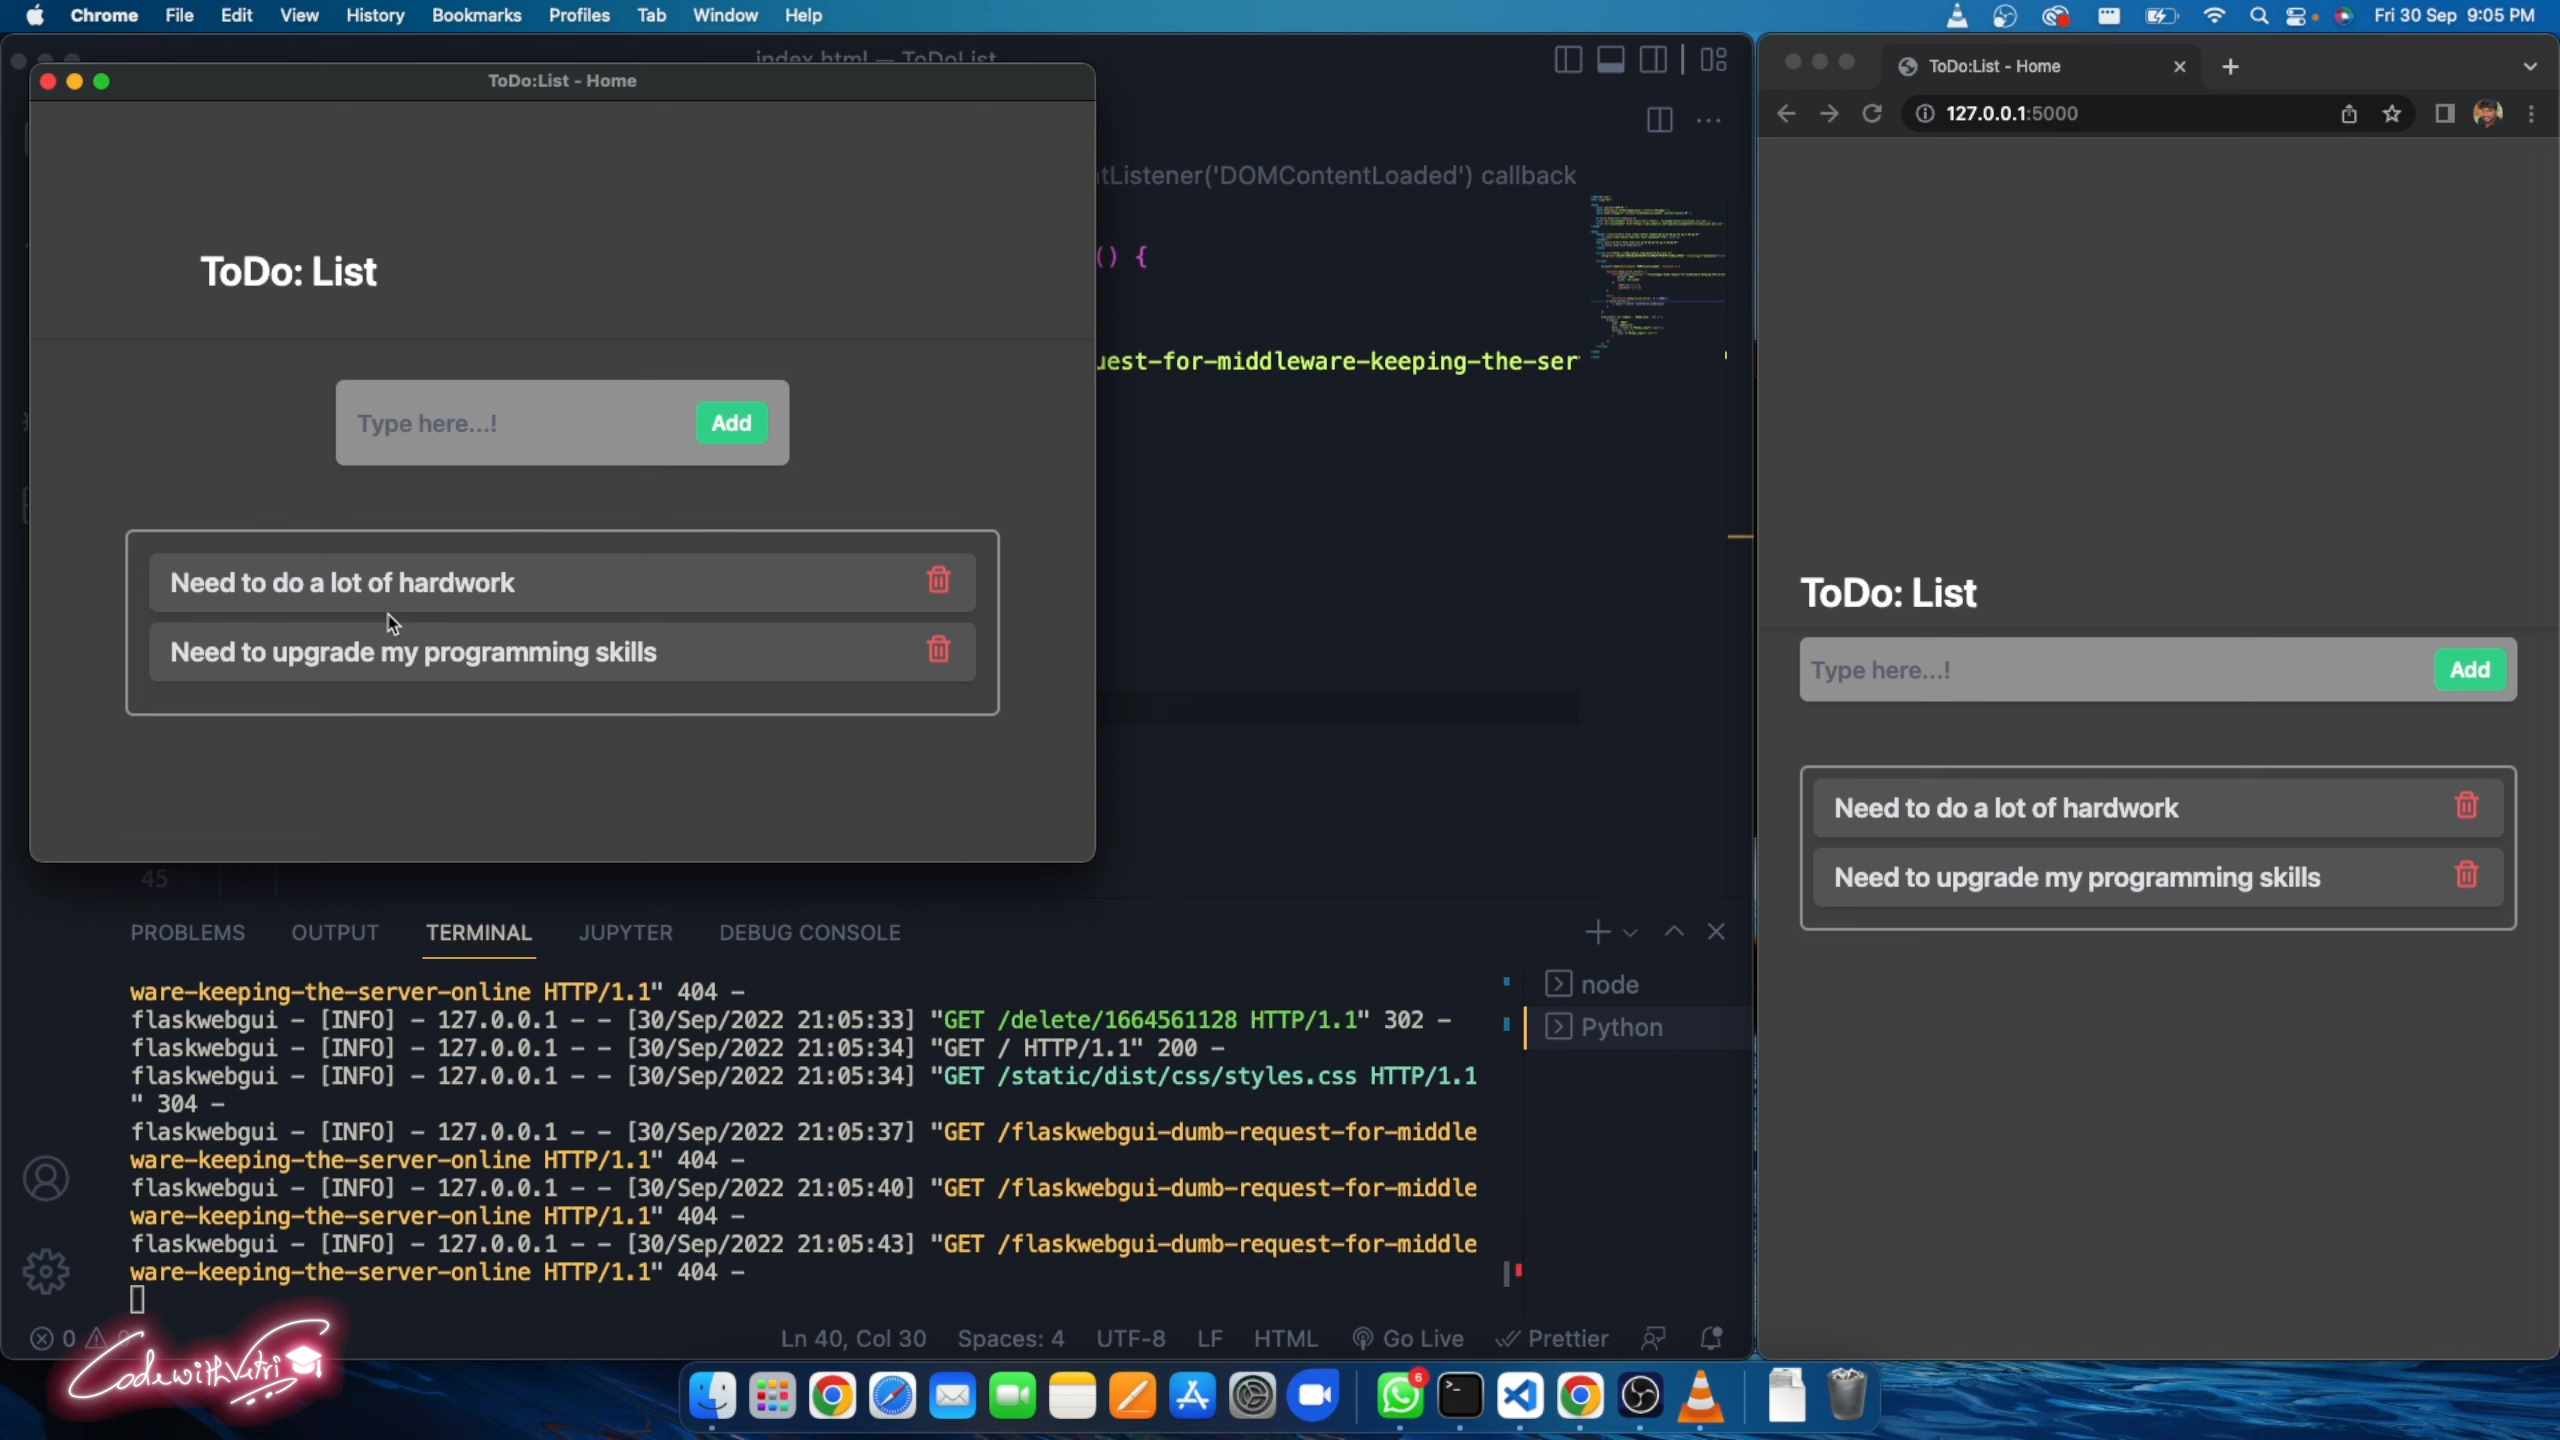 Chrome File Edit View History Bookmarks Profiles Tab Window Help
Fri 30 Sep 9:05 PM
index.html — ToDoList
ToDo:List - Home
tListener('DOMContentLoaded') callback
() {
uest-for-middleware-keeping-the-ser
ToDo: List
Type here...!
Add
Need to do a lot of hardwork
Need to upgrade my programming skills
45
PROBLEMS OUTPUT TERMINAL JUPYTER DEBUG CONSOLE
ware-keeping-the-server-online HTTP/1.1" 404 -
flaskwebgui - [INFO] - 127.0.0.1 - - [30/Sep/2022 21:05:33] "GET /delete/1664561128 HTTP/1.1" 302 -
flaskwebgui - [INFO] - 127.0.0.1 - - [30/Sep/2022 21:05:34] "GET / HTTP/1.1" 200 -
flaskwebgui - [INFO] - 127.0.0.1 - - [30/Sep/2022 21:05:34] "GET /static/dist/css/styles.css HTTP/1.1
" 304 -
flaskwebgui - [INFO] - 127.0.0.1 - - [30/Sep/2022 21:05:37] "GET /flaskwebgui-dumb-request-for-middle
ware-keeping-the-server-online HTTP/1.1" 404 -
flaskwebgui - [INFO] - 127.0.0.1 - - [30/Sep/2022 21:05:40] "GET /flaskwebgui-dumb-request-for-middle
ware-keeping-the-server-online HTTP/1.1" 404 -
flaskwebgui - [INFO] - 127.0.0.1 - - [30/Sep/2022 21:05:43] "GET /flaskwebgui-dumb-request-for-middle
ware-keeping-the-server-online HTTP/1.1" 404 -
node
Python
0
Ln 40, Col 30 Spaces: 4 UTF-8 LF HTML Go Live Prettier
CodewithVetri
ToDo:List - Home
127.0.0.1:5000
ToDo: List
Type here...!
Add
Need to do a lot of hardwork
Need to upgrade my programming skills
6